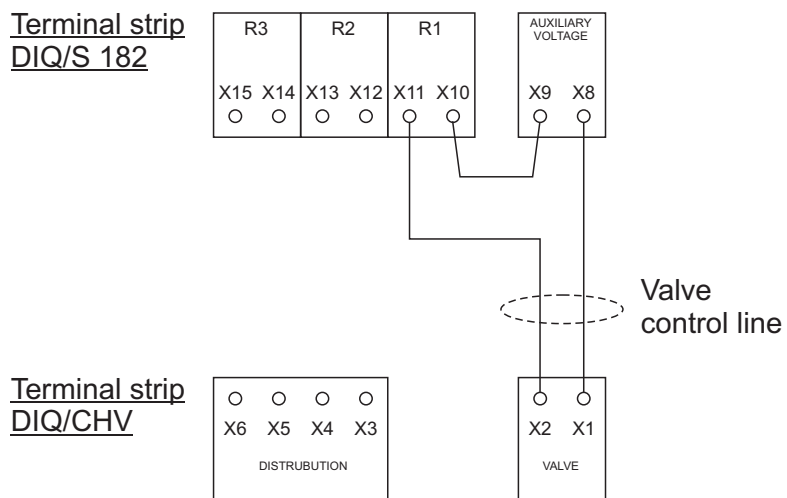 Terminal strip
DIQ/S 182
R3 R2 R1
AUXILIARY
VOLTAGE
X15 X14 X13 X12 X11 X10 X9 X8
Valve
control line
Terminal strip
DIQ/CHV
X6 X5 X4 X3 X2 X1
DISTRUBUTION VALVE